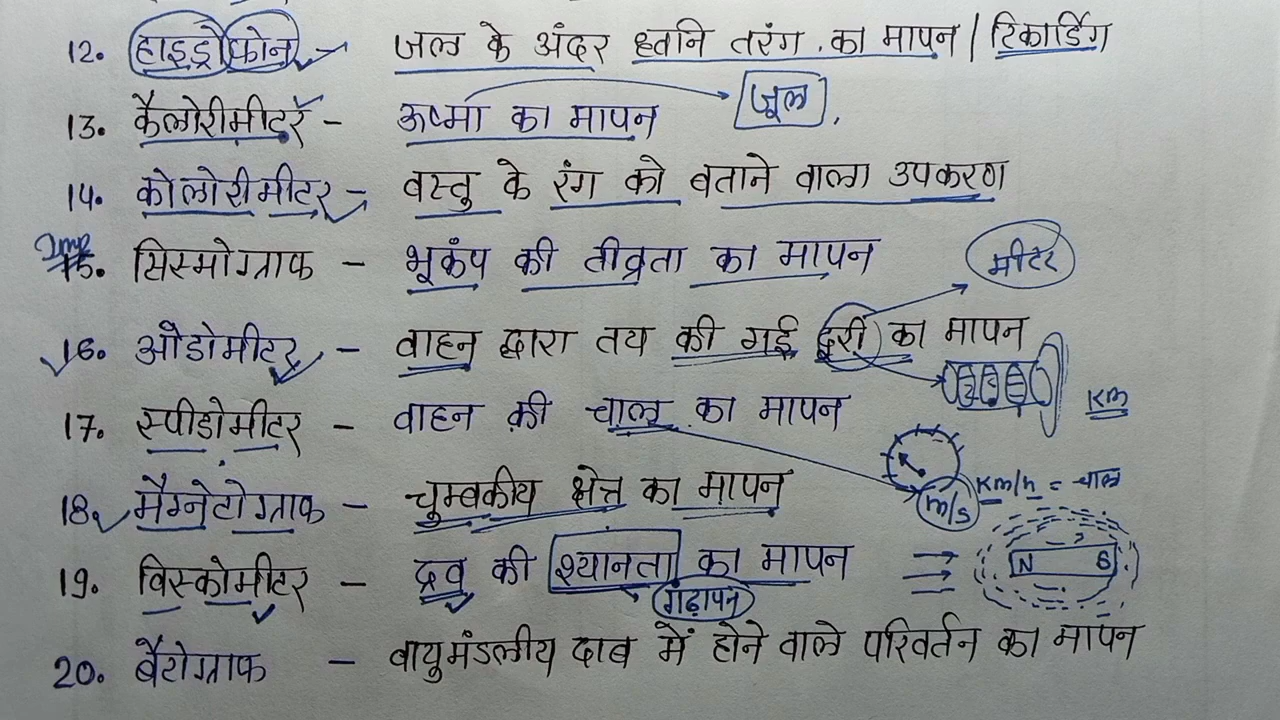 12. हाइड्रोफोन - जल के अंदर ध्वनि तरंग का मापन / रिकार्डिंग
13. कैलोरीमीटर - ऊष्मा का मापन जूल
14. कोलोरीमीटर - वस्तु के रंग को बताने वाला उपकरण
Imp
15. सिस्मोग्राफ - भूकंप की तीव्रता का मापन मीटर
16. ओडोमीटर - वाहन द्वारा तय की गई दूरी का मापन
Km
17. स्पीडोमीटर - वाहन की चाल का मापन
m/s Km/h = चाल
18. मैग्नेटोग्राफ - चुम्बकीय क्षेत्र का मापन
19. विस्कोमीटर - द्रव की श्यानता का मापन N S
गाढ़ापन
20. बैरोग्राफ - वायुमंडलीय दाब में होने वाले परिवर्तन का मापन